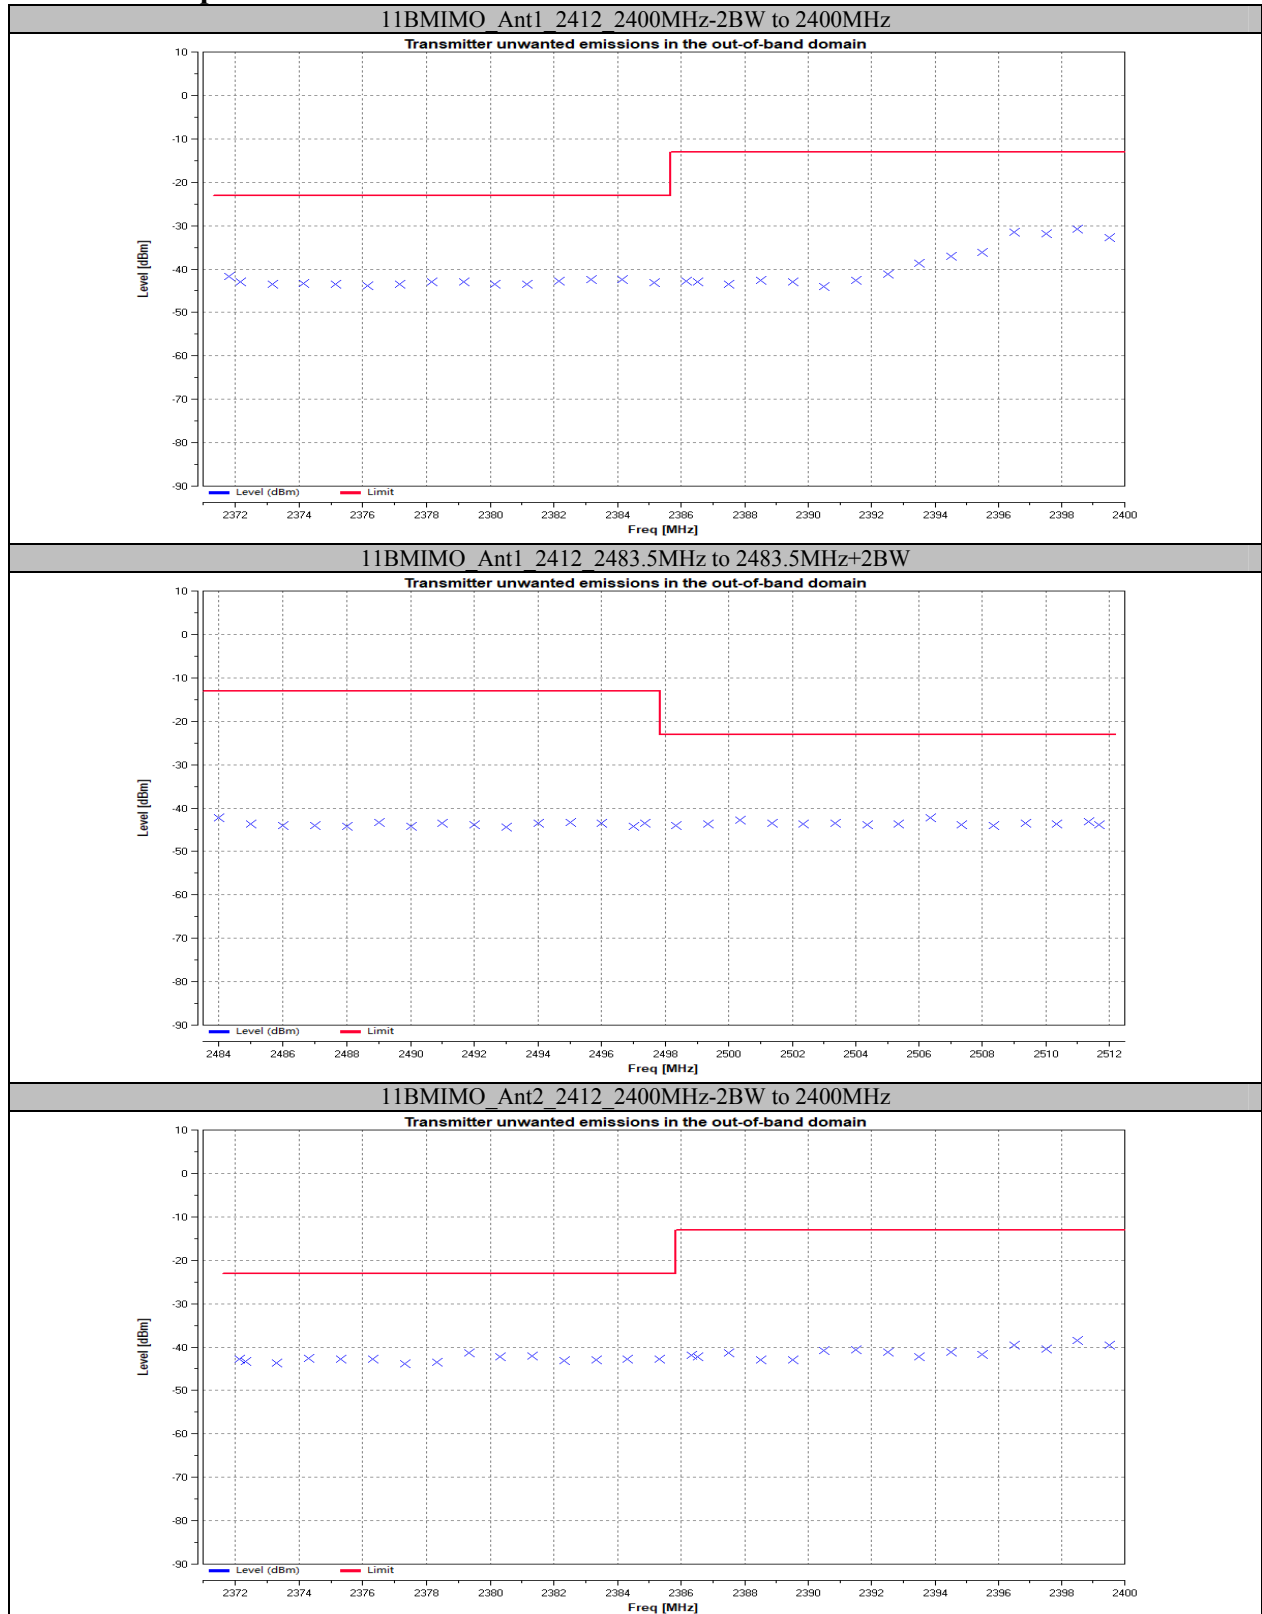 11BMIMO_Ant1_2412_2400MHz-2BW to 2400MHz
Transmitter unwanted emissions in the out-of-band domain
10
0
-10
-20
-30
-40
-50
-60
-70
-80
-90
Level [dBm]
Level (dBm) Limit
2372 2374 2376 2378 2380 2382 2384 2386 2388 2390 2392 2394 2396 2398 2400
Freq [MHz]
11BMIMO_Ant1_2412_2483.5MHz to 2483.5MHz+2BW
Transmitter unwanted emissions in the out-of-band domain
10
0
-10
-20
-30
-40
-50
-60
-70
-80
-90
Level [dBm]
Level (dBm) Limit
2484 2486 2488 2490 2492 2494 2496 2498 2500 2502 2504 2506 2508 2510 2512
Freq [MHz]
11BMIMO_Ant2_2412_2400MHz-2BW to 2400MHz
Transmitter unwanted emissions in the out-of-band domain
10
0
-10
-20
-30
-40
-50
-60
-70
-80
-90
Level [dBm]
Level (dBm) Limit
2372 2374 2376 2378 2380 2382 2384 2386 2388 2390 2392 2394 2396 2398 2400
Freq [MHz]